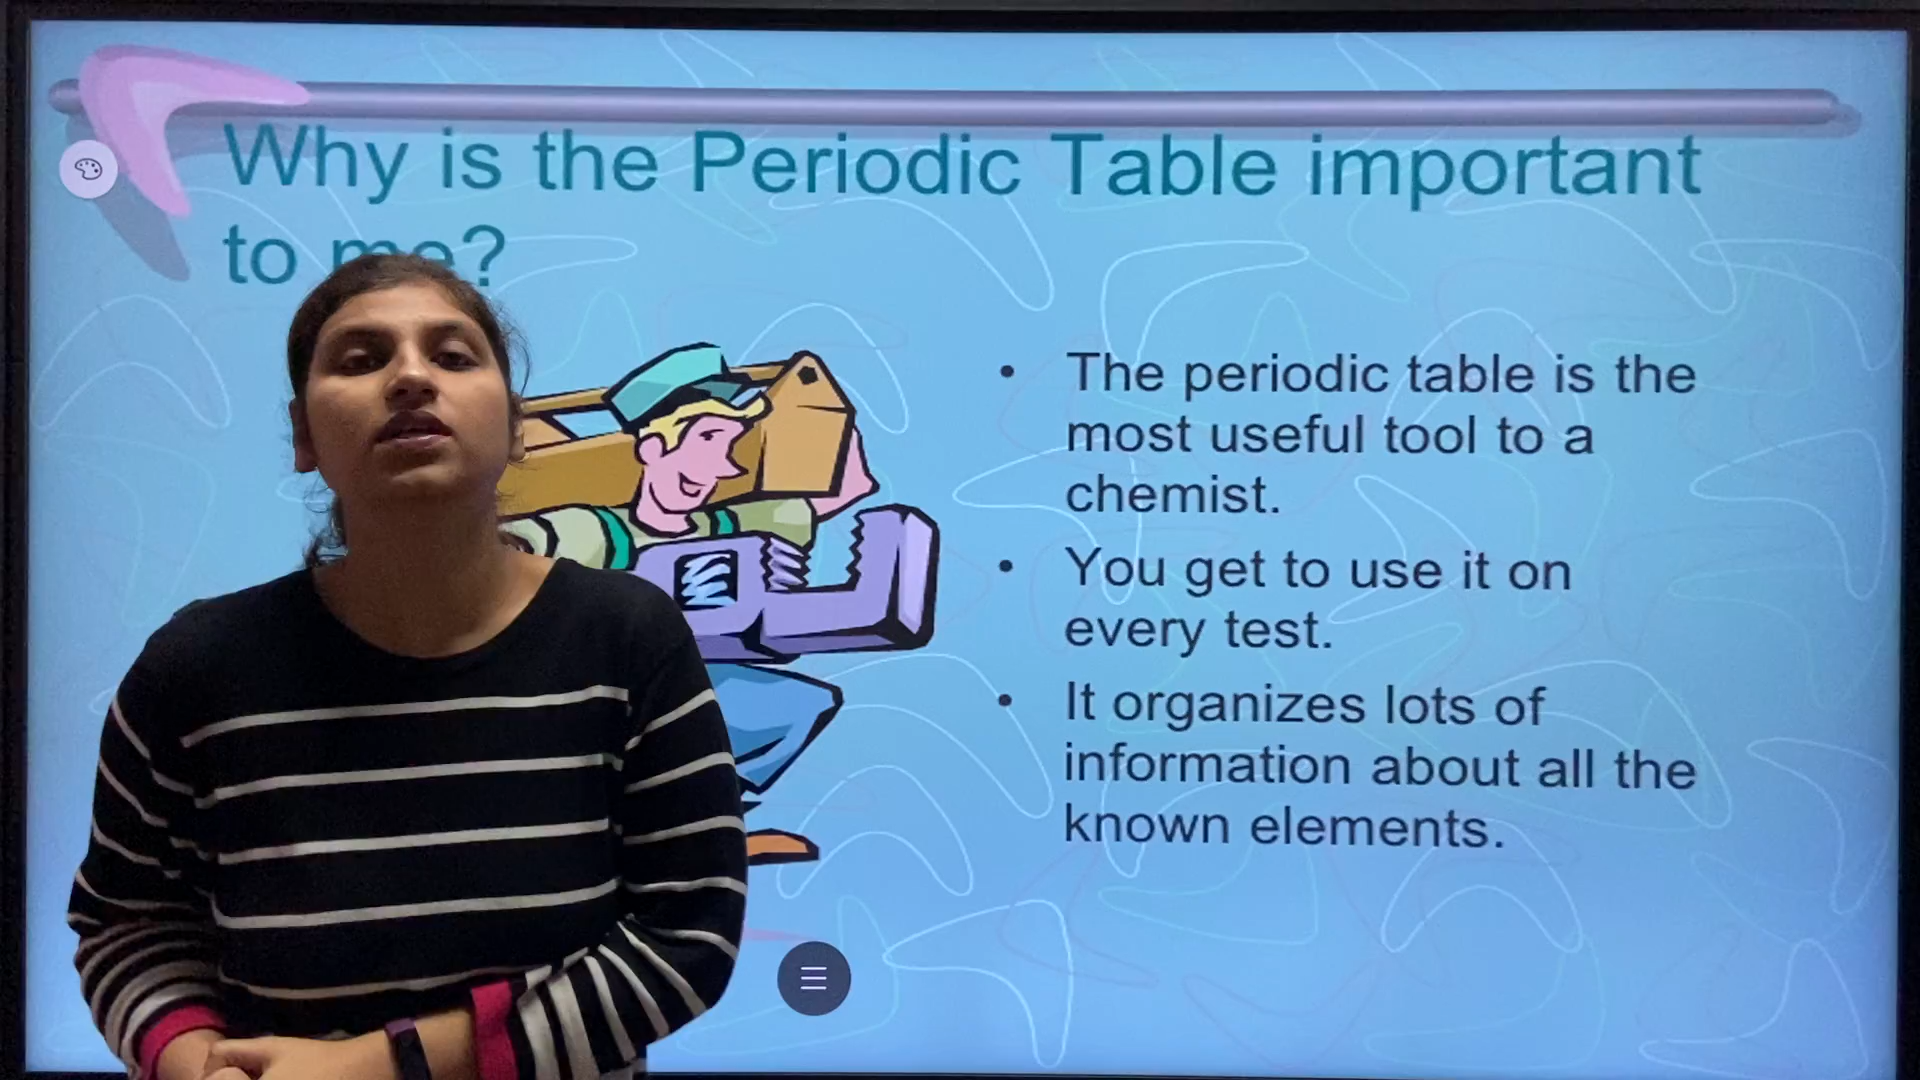 Why is the Periodic Table important
to me?
• The periodic table is the
most useful tool to a
chemist.
• You get to use it on
every test.
• It organizes lots of
information about all the
known elements.